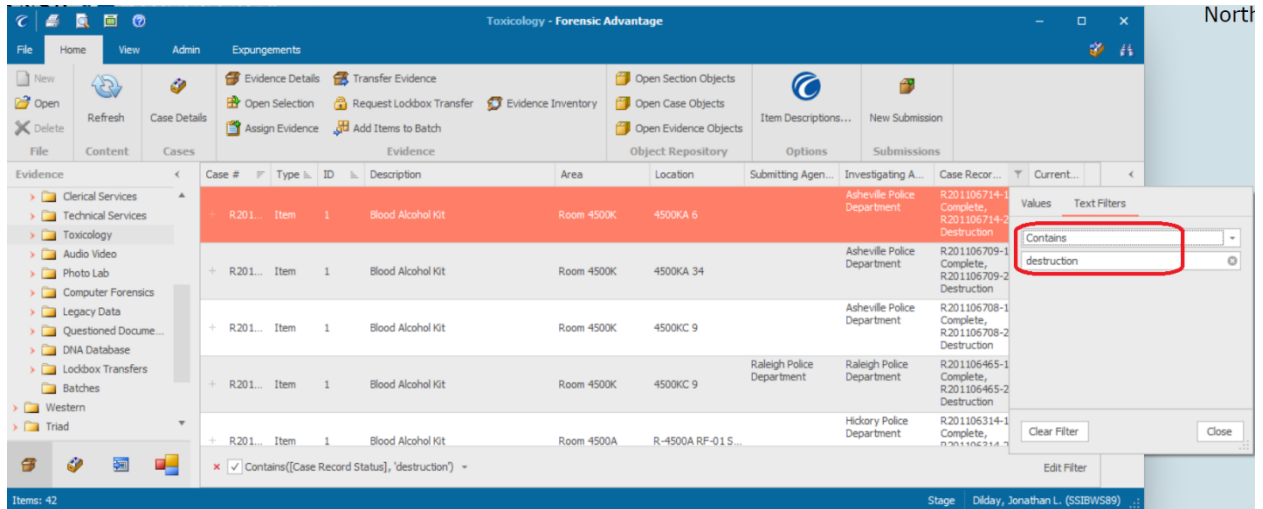 Toxicology - Forensic Advantage
North
File Home View Admin Expungements
New
Open
Delete
Refresh
Case Details
Evidence Details
Open Selection
Assign Evidence
Transfer Evidence
Request Lockbox Transfer
Add Items to Batch
Evidence Inventory
Open Section Objects
Open Case Objects
Open Evidence Objects
Item Descriptions...
New Submission
File Content Cases Evidence Object Repository Options Submissions
Evidence
Clerical Services
Technical Services
Toxicology
Audio Video
Photo Lab
Computer Forensics
Legacy Data
Questioned Docume...
DNA Database
Lockbox Transfers
Batches
Western
Triad
Case # Type ID Description Area Location Submitting Agen... Investigating A... Case Recor... Current...
R201... Item 1 Blood Alcohol Kit Room 4500K 4500KA 6
Asheville Police
Department
R201106714-1
Complete,
R201106714-2
Destruction
R201... Item 1 Blood Alcohol Kit Room 4500K 4500KA 34
Asheville Police
Department
R201106709-1
Complete,
R201106709-2
Destruction
R201... Item 1 Blood Alcohol Kit Room 4500K 4500KC 9
Asheville Police
Department
R201106708-1
Complete,
R201106708-2
Destruction
R201... Item 1 Blood Alcohol Kit Room 4500K 4500KC 9
Raleigh Police
Department
Raleigh Police
Department
R201106465-1
Complete,
R201106465-2
Destruction
R201... Item 1 Blood Alcohol Kit Room 4500A R-4500A RF-01 S...
Hickory Police
Department
R201106314-1
Complete,
Values Text Filters
Contains
destruction
Clear Filter Close
Contains([Case Record Status], 'destruction') Edit Filter
Items: 42 Stage Dilday, Jonathan L. (SSIBWS89)